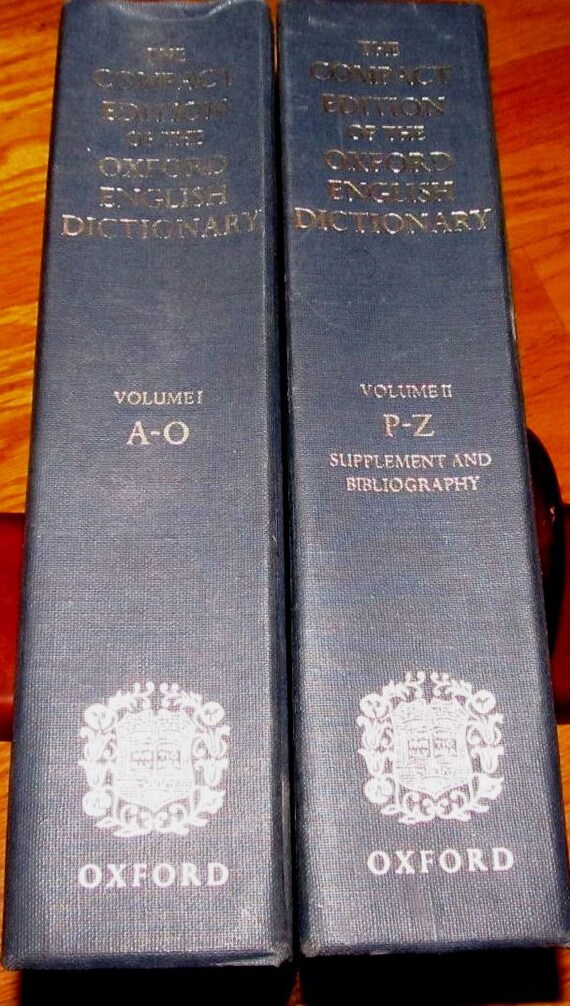 THE
COMPACT
EDITION
OF THE
OXFORD
ENGLISH
DICTIONARY
VOLUME I
A-O
OXFORD
THE
COMPACT
EDITION
OF THE
OXFORD
ENGLISH
DICTIONARY
VOLUME II
P-Z
SUPPLEMENT AND
BIBLIOGRAPHY
OXFORD